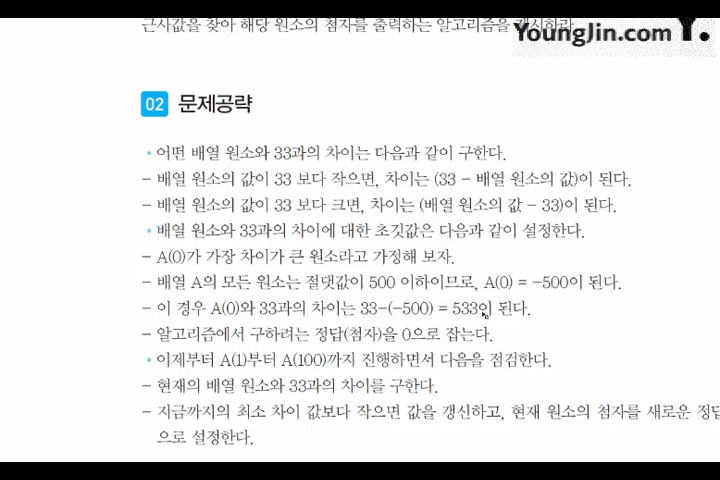 근사값을 찾아 해당 원소의 첨자를 출력하는 알고리즘을 갱신하라
YoungJin.com Y.
02 문제공략
• 어떤 배열 원소와 33과의 차이는 다음과 같이 구한다.
– 배열 원소의 값이 33 보다 작으면, 차이는 (33 – 배열 원소의 값)이 된다.
– 배열 원소의 값이 33 보다 크면, 차이는 (배열 원소의 값 – 33)이 된다.
• 배열 원소와 33과의 차이에 대한 초깃값은 다음과 같이 설정한다.
– A(0)가 가장 차이가 큰 원소라고 가정해 보자.
– 배열 A의 모든 원소는 절댓값이 500 이하이므로, A(0) = –500이 된다.
– 이 경우 A(0)와 33과의 차이는 33–(–500) = 533이 된다.
– 알고리즘에서 구하려는 정답(첨자)을 0으로 잡는다.
• 이제부터 A(1)부터 A(100)까지 진행하면서 다음을 점검한다.
– 현재의 배열 원소와 33과의 차이를 구한다.
– 지금까지의 최소 차이 값보다 작으면 값을 갱신하고, 현재 원소의 첨자를 새로운 정답
으로 설정한다.